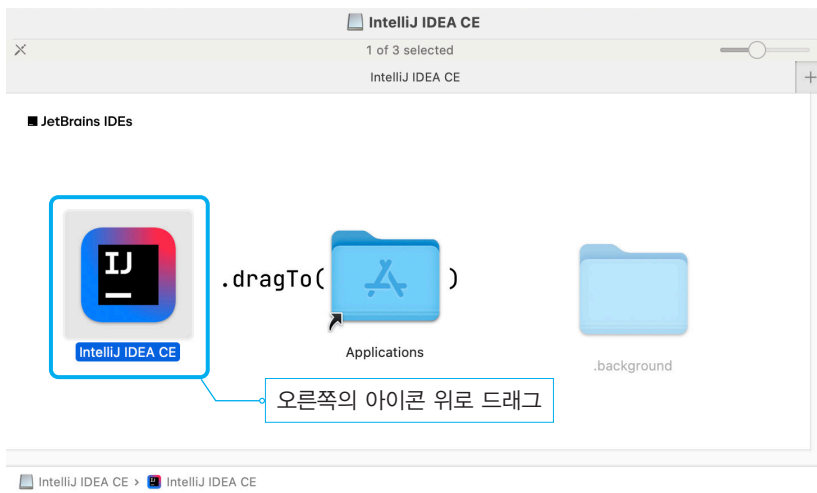 IntelliJ IDEA CE
1 of 3 selected
IntelliJ IDEA CE
JetBrains IDEs
IJ
.dragTo( )
IntelliJ IDEA CE
Applications
.background
오른쪽의 아이콘 위로 드래그
IntelliJ IDEA CE › IntelliJ IDEA CE